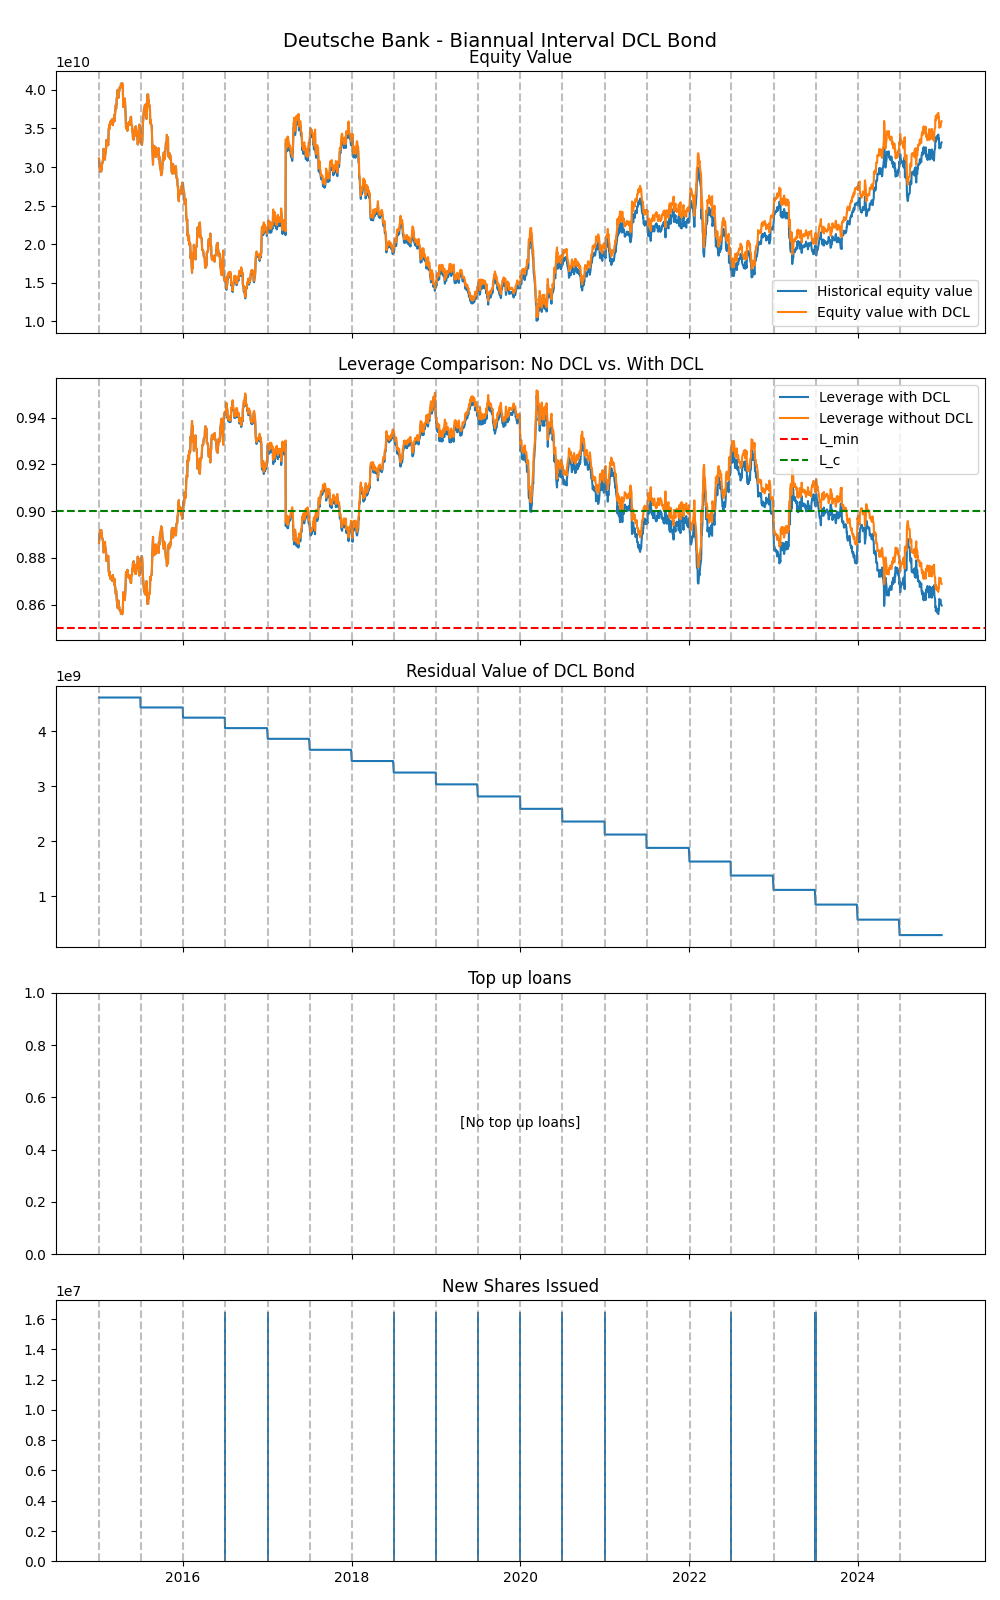 Deutsche Bank - Biannual Interval DCL Bond
Equity Value
1e10
4.0
3.5
3.0
2.5
2.0
1.5
1.0
Historical equity value
Equity value with DCL
Leverage Comparison: No DCL vs. With DCL
0.94
0.92
0.90
0.88
0.86
Leverage with DCL
Leverage without DCL
L_min
L_c
Residual Value of DCL Bond
1e9
4
3
2
1
Top up loans
1.0
0.8
0.6
0.4
0.2
0.0
[No top up loans]
New Shares Issued
1e7
1.6
1.4
1.2
1.0
0.8
0.6
0.4
0.2
0.0
2016
2018
2020
2022
2024